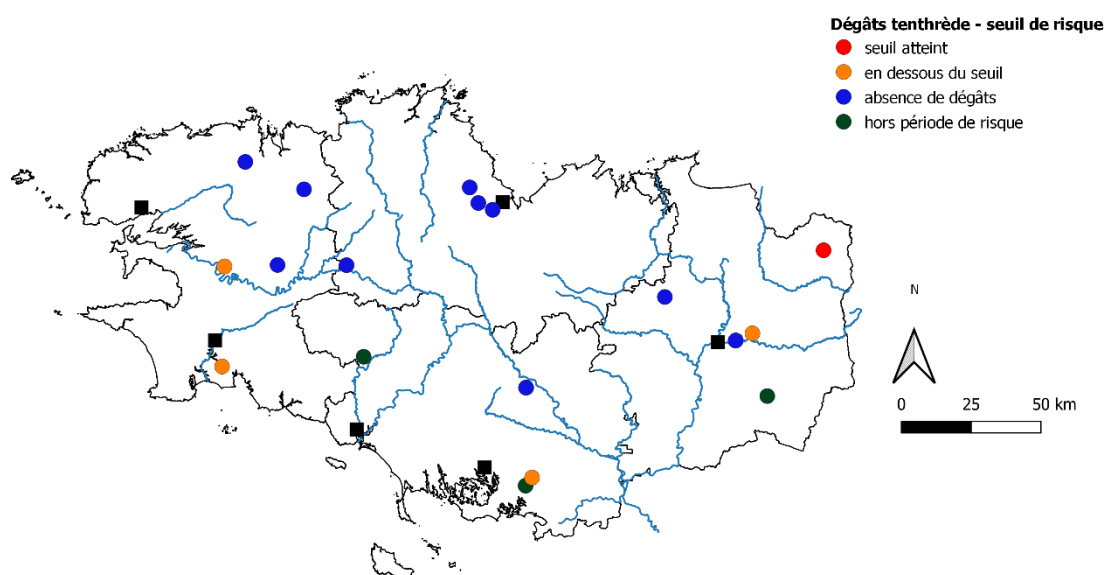 Dégâts tenthrède - seuil de risque
seuil atteint
en dessous du seuil
absence de dégâts
hors période de risque
N
0 25 50 km